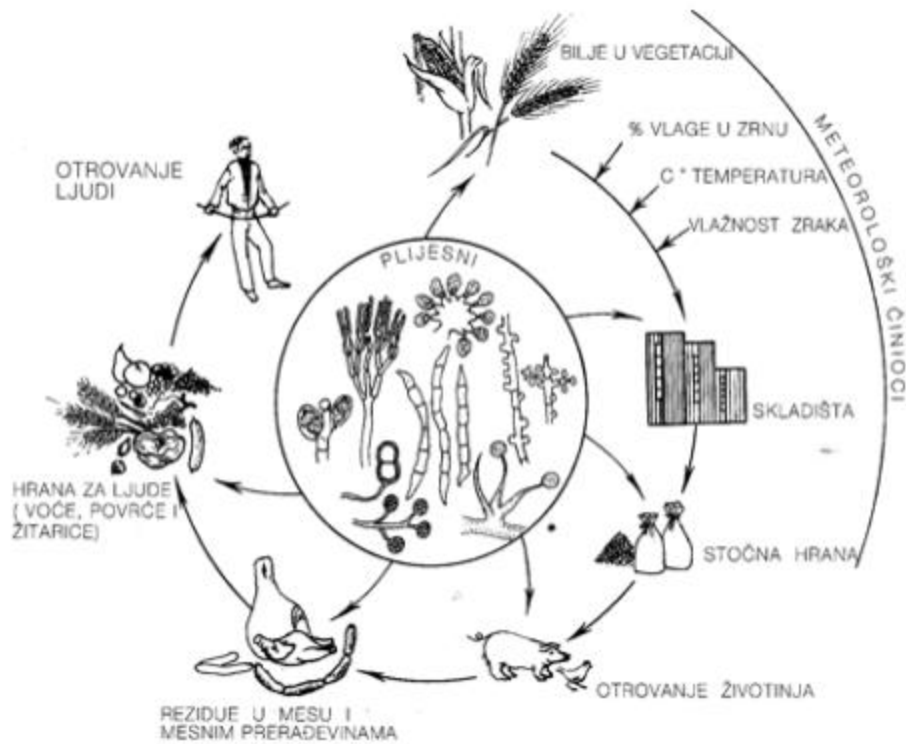 BILJE U VEGETACIJI
% VLAGE U ZRNU
C° TEMPERATURA
VLAŽNOST ZRAKA
METEOROLOŠKI ČINIOCI
OTROVANJE
LJUDI
PLIJESNI
SKLADIŠTA
HRANA ZA LJUDE
( VOĆE, POVRĆE I
ŽITARICE)
STOČNA HRANA
OTROVANJE ŽIVOTINJA
REZIDUE U MESU I
MESNIM PRERAĐEVINAMA